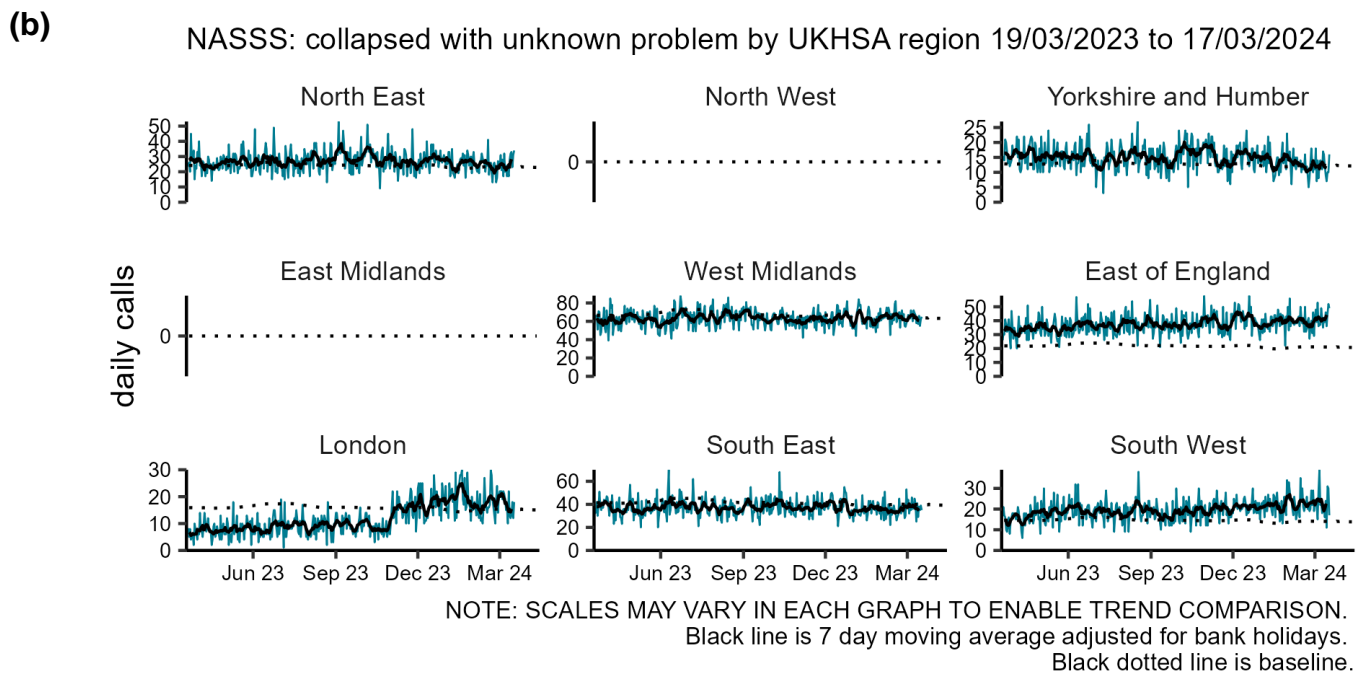 (b)
NASSS: collapsed with unknown problem by UKHSA region 19/03/2023 to 17/03/2024
North East
North West
Yorkshire and Humber
50
40
30
20
10
0
0
25
20
15
10
5
0
East Midlands
West Midlands
East of England
daily calls
0
80
60
40
20
0
50
40
30
20
10
0
London
South East
South West
30
20
10
0
60
40
20
0
30
20
10
0
Jun 23 Sep 23 Dec 23 Mar 24
Jun 23 Sep 23 Dec 23 Mar 24
Jun 23 Sep 23 Dec 23 Mar 24
NOTE: SCALES MAY VARY IN EACH GRAPH TO ENABLE TREND COMPARISON.
Black line is 7 day moving average adjusted for bank holidays.
Black dotted line is baseline.